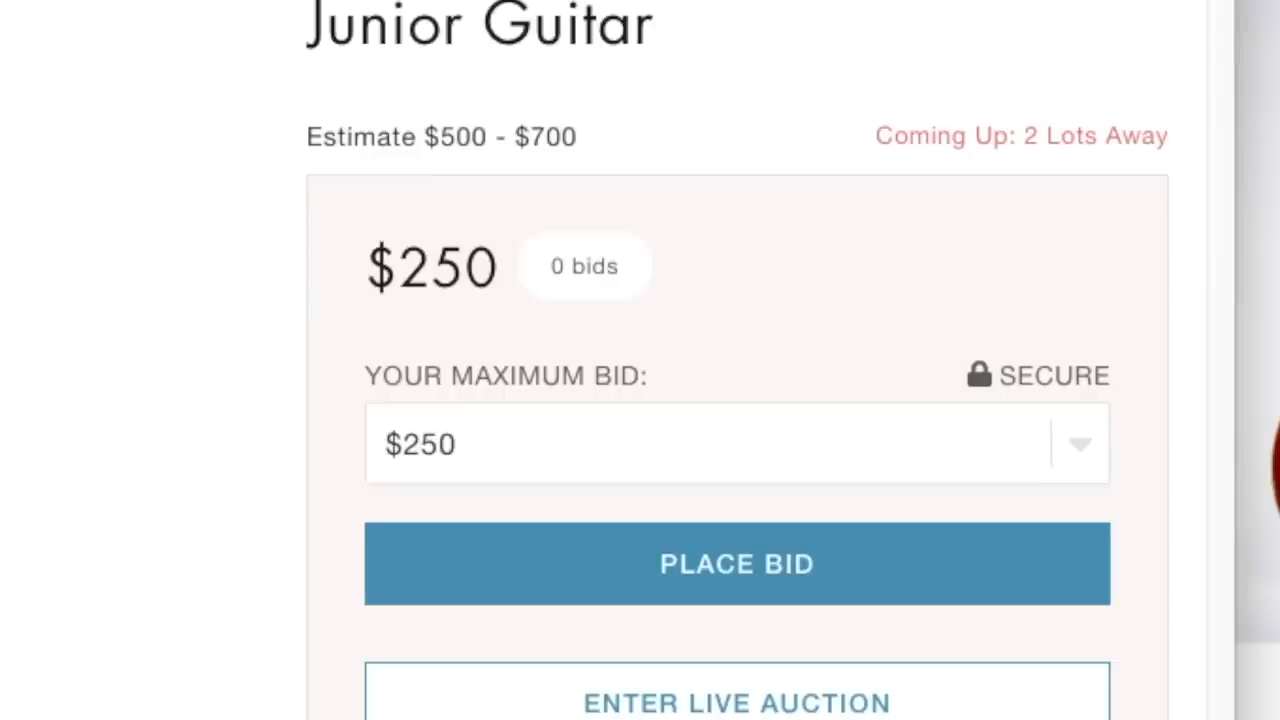 Junior Guitar
Estimate $500 - $700
Coming Up: 2 Lots Away
$250
0 bids
YOUR MAXIMUM BID:
SECURE
$250
PLACE BID
ENTER LIVE AUCTION